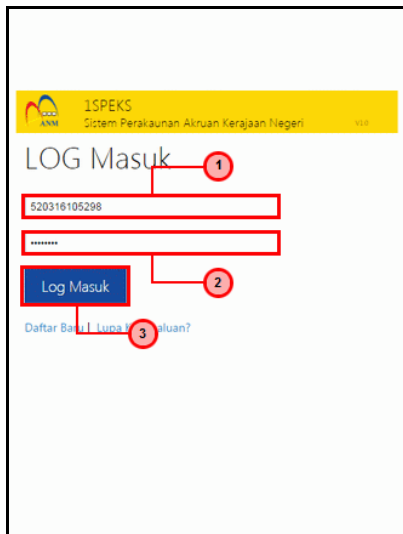 1SPEKS
ANM
Sistem Perakaunan Akruan Kerajaan Negeri
V1.0
LOG Masuk
1
520316105298
••••••••
2
Log Masuk
Daftar Baru | Lupa
3